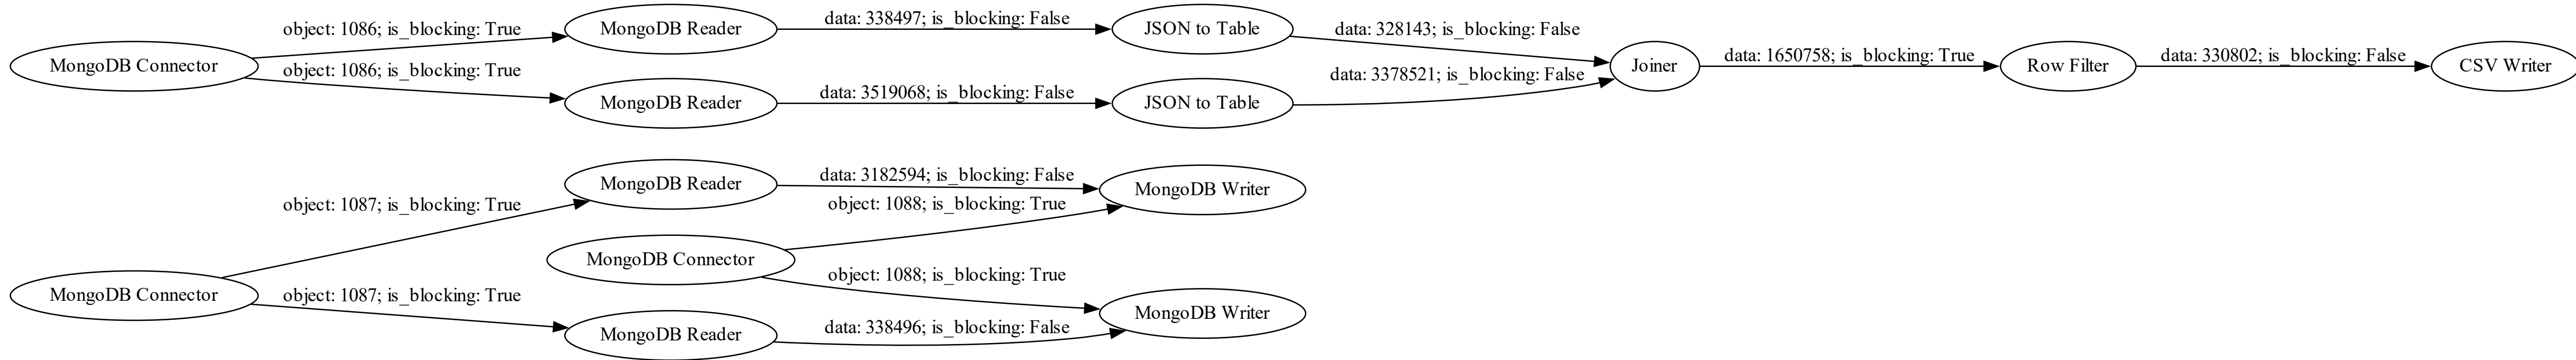 MongoDB Connector
object: 1086; is_blocking: True
MongoDB Reader
data: 338497; is_blocking: False
JSON to Table
data: 328143; is_blocking: False
object: 1086; is_blocking: True
MongoDB Reader
data: 3519068; is_blocking: False
JSON to Table
data: 3378521; is_blocking: False
Joiner
data: 1650758; is_blocking: True
Row Filter
data: 330802; is_blocking: False
CSV Writer
MongoDB Connector
object: 1087; is_blocking: True
MongoDB Reader
data: 3182594; is_blocking: False
MongoDB Writer
object: 1088; is_blocking: True
MongoDB Connector
object: 1088; is_blocking: True
MongoDB Writer
object: 1087; is_blocking: True
MongoDB Reader
data: 338496; is_blocking: False